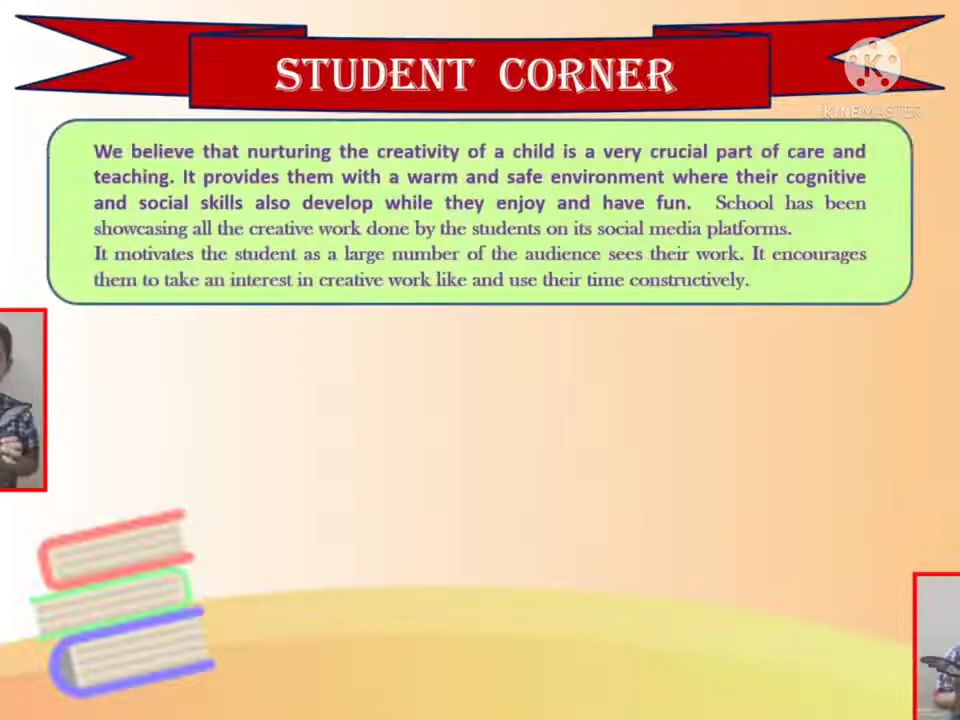 STUDENT CORNER
KINEMASTER
We believe that nurturing the creativity of a child is a very crucial part of care and
teaching. It provides them with a warm and safe environment where their cognitive
and social skills also develop while they enjoy and have fun. School has been
showcasing all the creative work done by the students on its social media platforms.
It motivates the student as a large number of the audience sees their work. It encourages
them to take an interest in creative work like and use their time constructively.